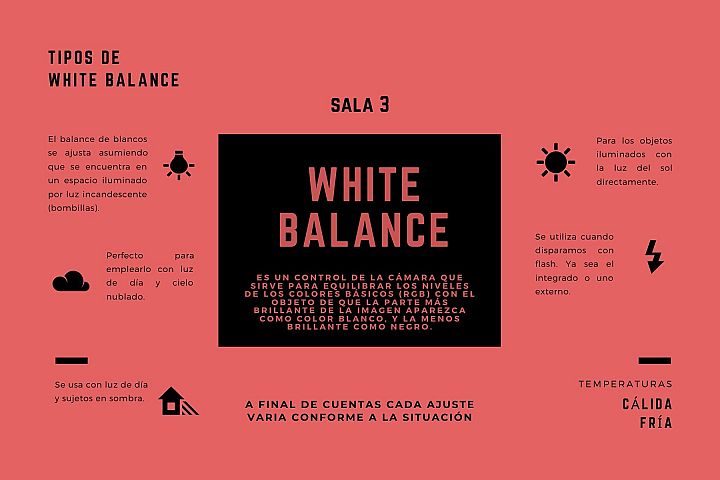 TIPOS DE
WHITE BALANCE
SALA 3
El balance de blancos
se ajusta asumiendo
que se encuentra en
un espacio iluminado
por luz incandescente
(bombillas).
Perfecto para
emplearlo con luz
de día y cielo
nublado.
Se usa con luz de día
y sujetos en sombra.
WHITE
BALANCE
ES UN CONTROL DE LA CÁMARA QUE
SIRVE PARA EQUILIBRAR LOS NIVELES
DE LOS COLORES BÁSICOS (RGB) CON EL
OBJETO DE QUE LA PARTE MÁS
BRILLANTE DE LA IMAGEN APAREZCA
COMO COLOR BLANCO, Y LA MENOS
BRILLANTE COMO NEGRO.
A FINAL DE CUENTAS CADA AJUSTE
VARIA CONFORME A LA SITUACIÓN
Para los objetos
iluminados con
la luz del sol
directamente.
Se utiliza cuando
disparamos con
flash. Ya sea el
integrado o uno
externo.
TEMPERATURAS
CÁLIDA
FRÍA